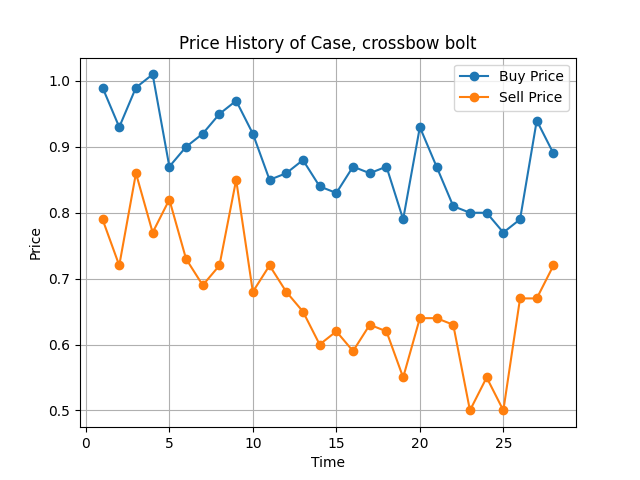 Price History of Case, crossbow bolt
Buy Price
Sell Price
1.0
0.9
0.8
0.7
0.6
0.5
Price
0 5 10 15 20 25
Time